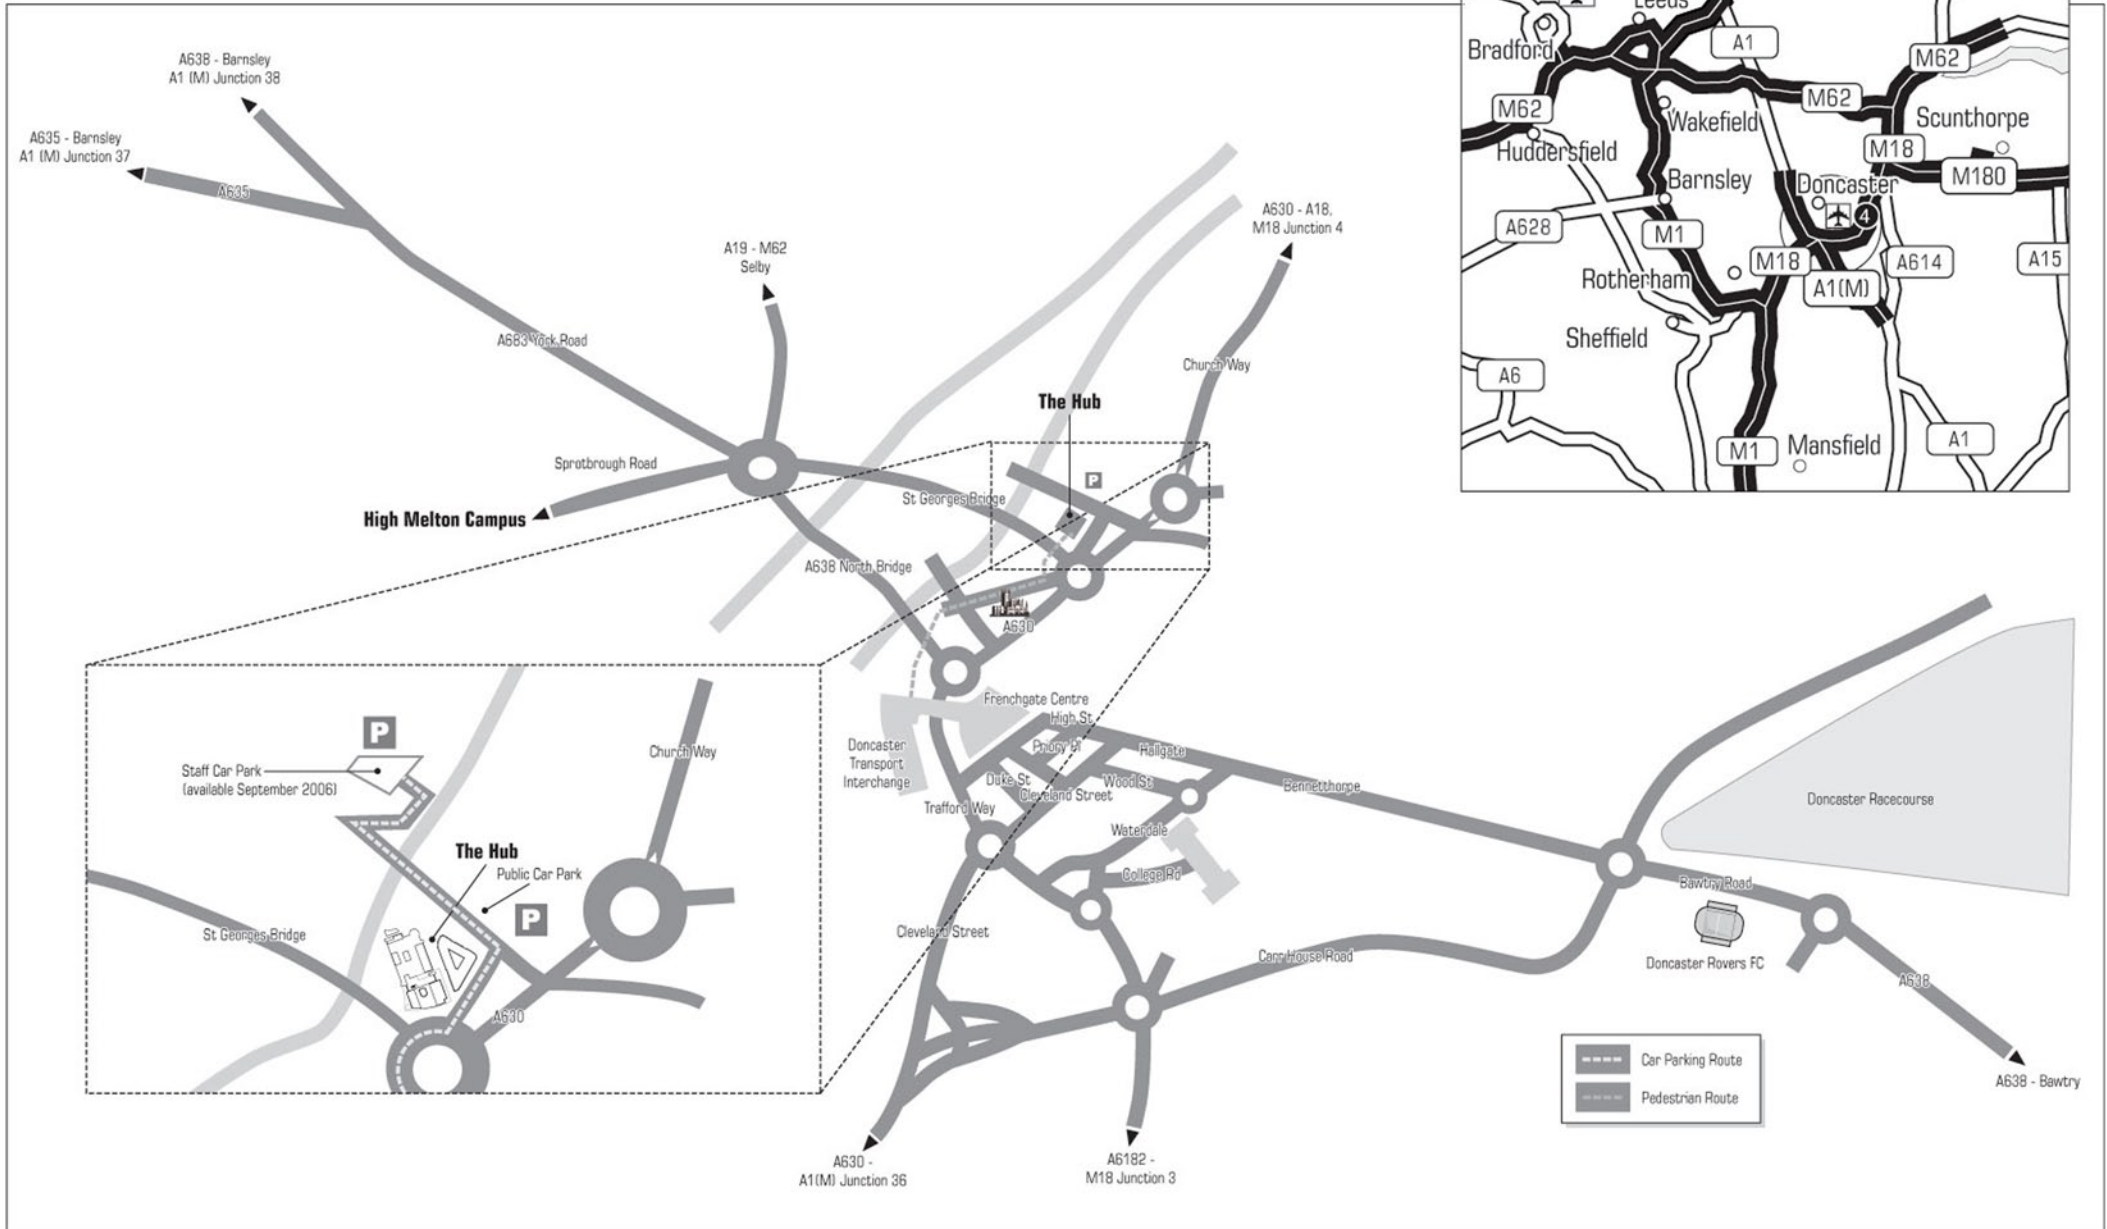 A638 - Barnsley
A1 (M) Junction 38
A635 - Barnsley
A1 (M) Junction 37
A635
A19 - M62
Selby
A683 York Road
Sprotbrough Road
High Melton Campus
St Georges Bridge
A638 North Bridge
The Hub
P
Church Way
A630 - A18,
M18 Junction 4
A630
Frenchgate Centre
High St
Doncaster
Transport
Interchange
Priory Pl
Hallgate
Duke St
Wood St
Cleveland Street
Trafford Way
Bennetthorpe
Waterdale
College Rd
Cleveland Street
Carr House Road
Doncaster Racecourse
Bawtry Road
Doncaster Rovers FC
A638
A638 - Bawtry
A630 -
A1(M) Junction 36
A6182 -
M18 Junction 3
Car Parking Route
Pedestrian Route
P
Staff Car Park
(available September 2006)
The Hub
Public Car Park
P
Church Way
St Georges Bridge
A630
Leeds
Bradford
A1
M62
M62
M62
Wakefield
Scunthorpe
Huddersfield
M18
Barnsley
Doncaster
M180
4
A628
M1
M18
A614
A15
Rotherham
A1(M)
Sheffield
A6
M1
Mansfield
A1